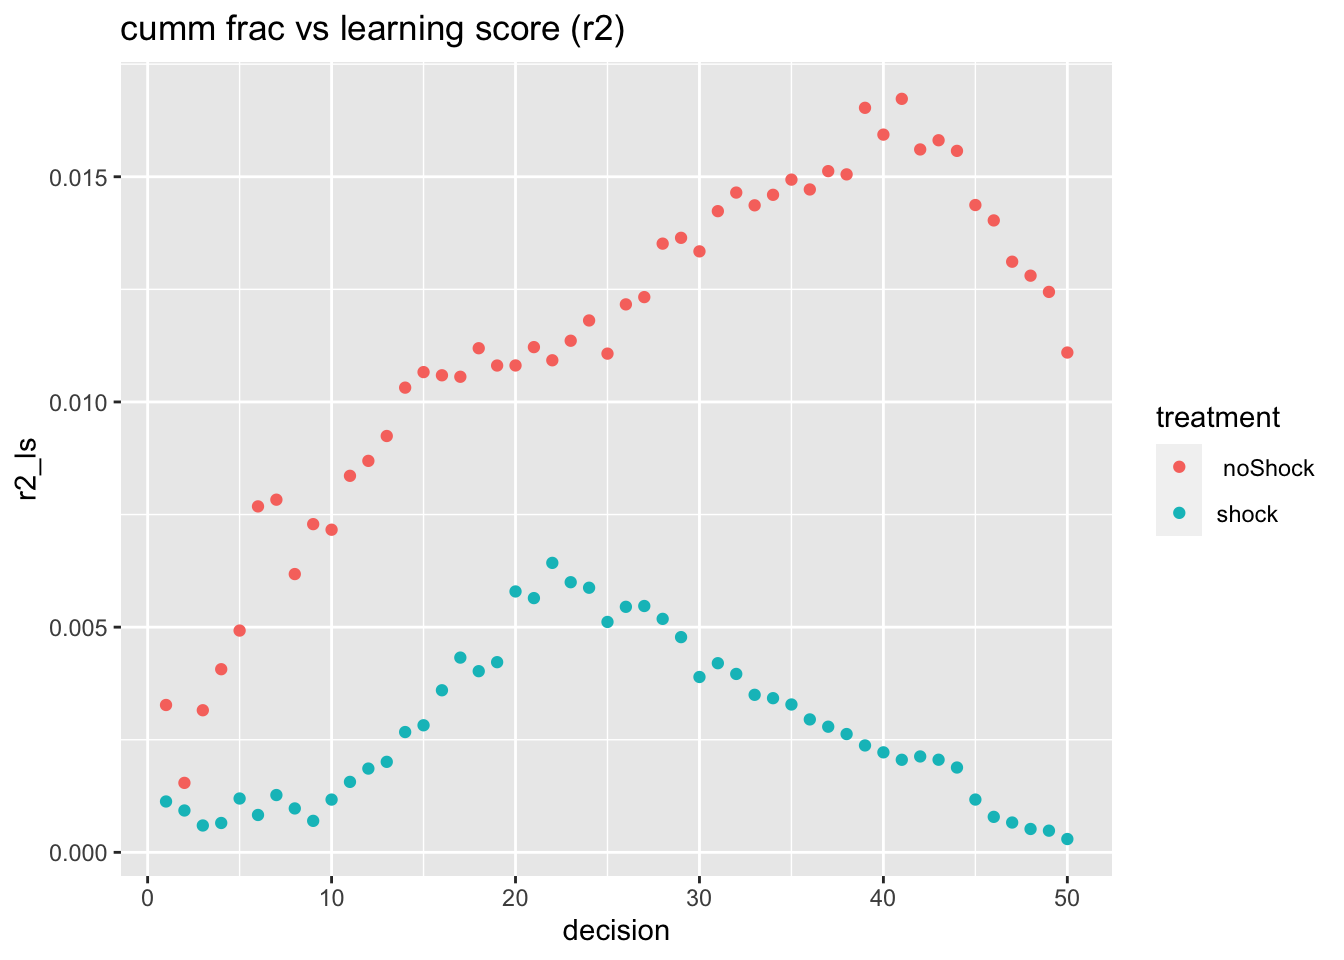 cumm frac vs learning score (r2)
0.015
0.010
0.005
0.000
r2_ls
0 10 20 30 40 50
decision
treatment
noShock
shock